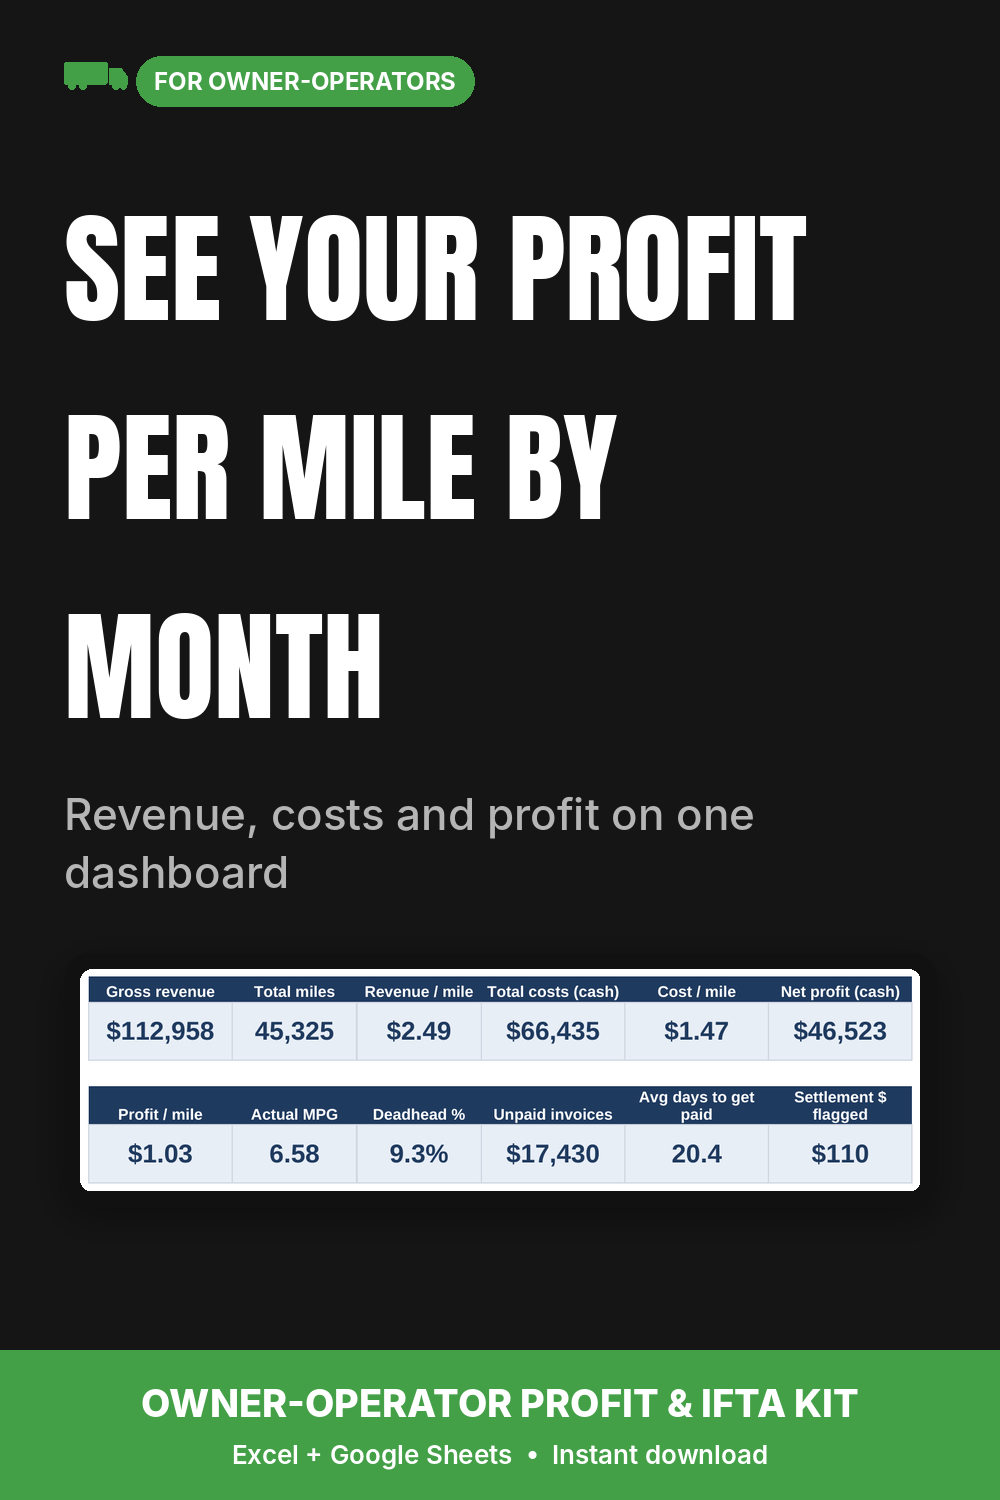 FOR OWNER-OPERATORS
SEE YOUR PROFIT
PER MILE BY
MONTH
Revenue, costs and profit on one
dashboard
Gross revenue Total miles Revenue / mile Total costs (cash) Cost / mile Net profit (cash)
$112,958 45,325 $2.49 $66,435 $1.47 $46,523
Profit / mile Actual MPG Deadhead % Unpaid invoices Avg days to get paid Settlement $ flagged
$1.03 6.58 9.3% $17,430 20.4 $110
OWNER-OPERATOR PROFIT & IFTA KIT
Excel + Google Sheets • Instant download